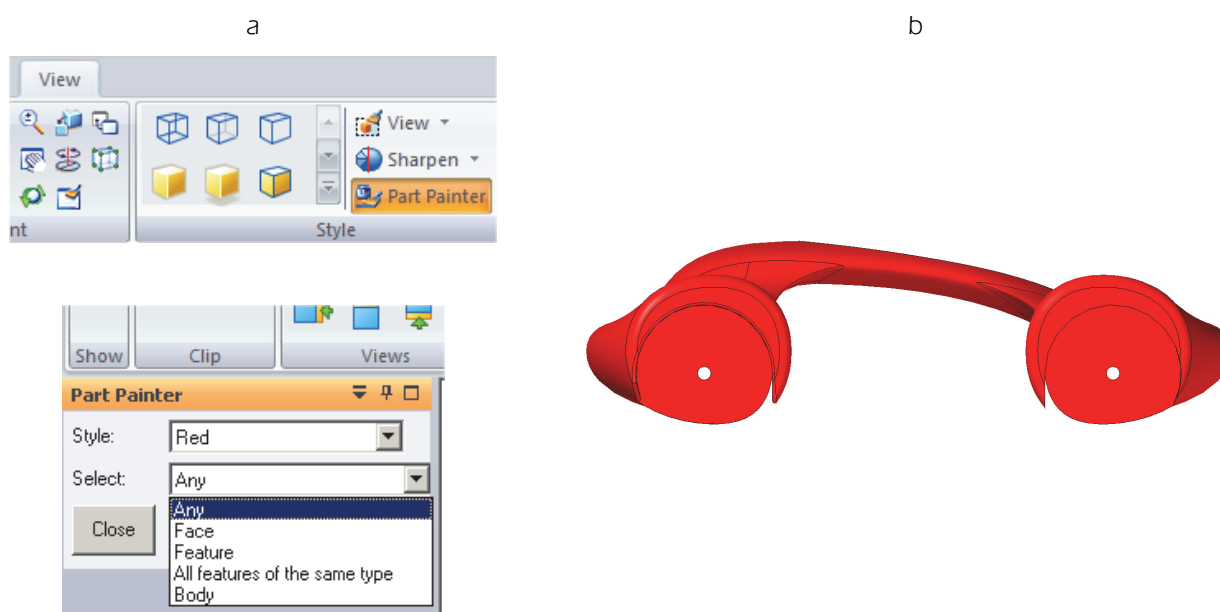 a
b
View
View
Sharpen
Part Painter
nt
Style
Show
Clip
Views
Part Painter
Style:
Red
Select:
Any
Any
Face
Close
Feature
All features of the same type
Body